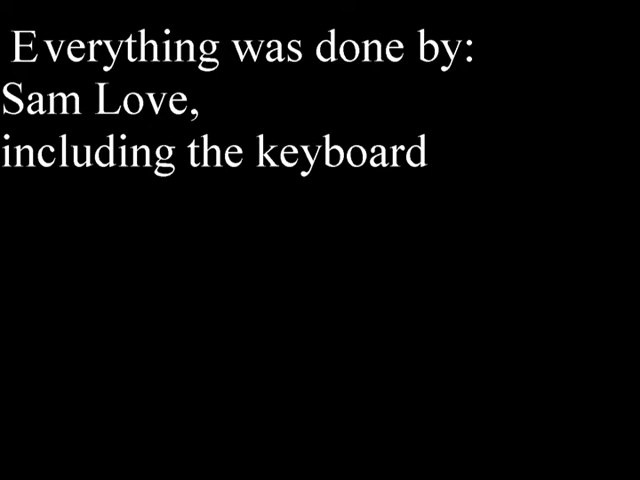 Everything was done by:
Sam Love,
including the keyboard